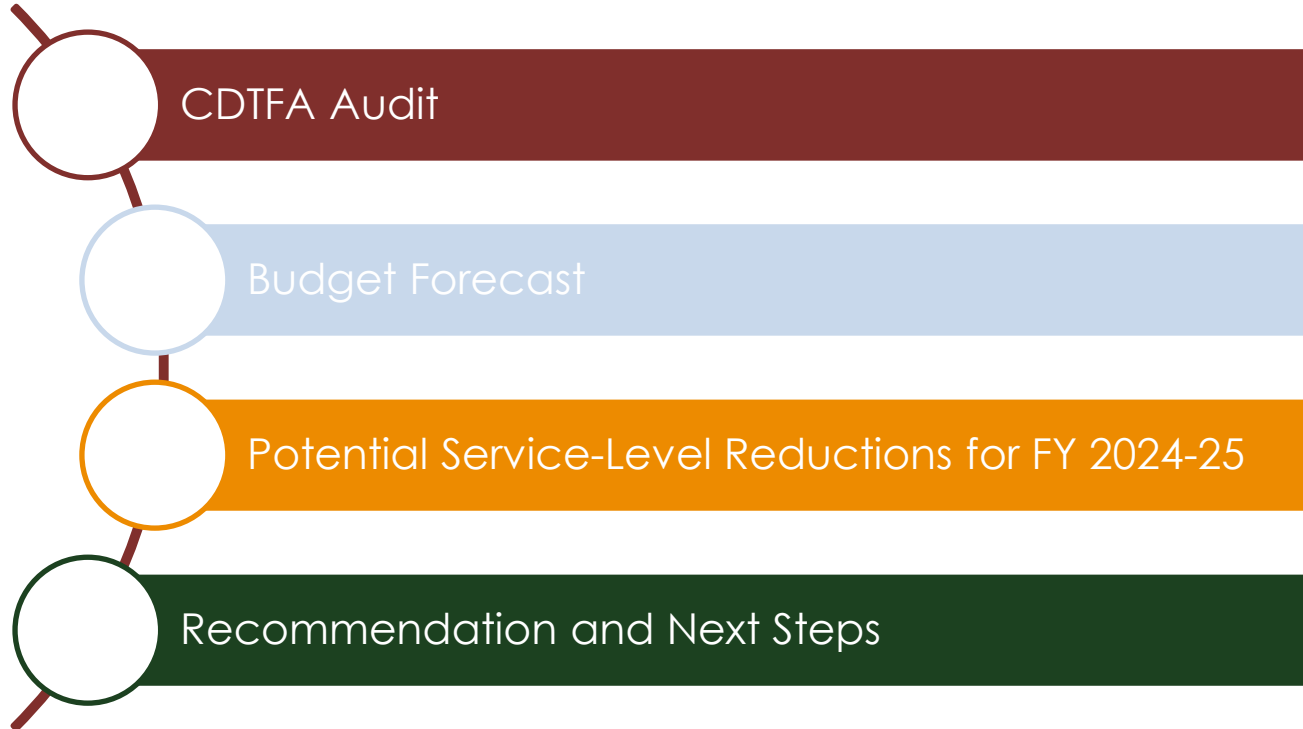 CDTFA Audit
Budget Forecast
Potential Service-Level Reductions for FY 2024-25
Recommendation and Next Steps